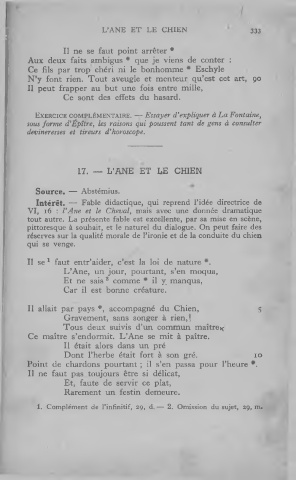 L'ANE ET LE CHIEN 333
Il ne se faut point arrêter *
Aux deux faits ambigus * que je viens de conter :
Ce fils par trop chéri ni le bonhomme * Eschyle
N'y font rien. Tout aveugle et menteur qu'est cet art, 90
Il peut frapper au but une fois entre mille,
Ce sont des effets du hasard.
EXERCICE COMPLÉMENTAIRE. — Essayer d'expliquer à La Fontaine,
sous forme d'Épître, les raisons qui poussent tant de gens à consulter
devineresses et tireurs d'horoscope.
17. — L'ANE ET LE CHIEN
Source. — Abstémius.
Intérêt. — Fable didactique, qui reprend l'idée directrice de
VI, 16 : l'Ane et le Cheval, mais avec une donnée dramatique
tout autre. La présente fable est excellente, par sa mise en scène,
pittoresque à souhait, et le naturel du dialogue. On peut faire des
réserves sur la qualité morale de l'ironie et de la conduite du chien
qui se venge.
Il se 1 faut entr'aider, c'est la loi de nature *.
L'Ane, un jour, pourtant, s'en moqua,
Et ne sais 2 comme * il y manqua,
Car il est bonne créature.
Il allait par pays *, accompagné du Chien, 5
Gravement, sans songer à rien,
Tous deux suivis d'un commun maître.
Ce maître s'endormit. L'Ane se mit à paître.
Il était alors dans un pré
Dont l'herbe était fort à son gré. 10
Point de chardons pourtant ; il s'en passa pour l'heure *.
Il ne faut pas toujours être si délicat,
Et, faute de servir ce plat,
Rarement un festin demeure.
1. Complément de l'infinitif, 29, d. — 2. Omission du sujet, 29, m.